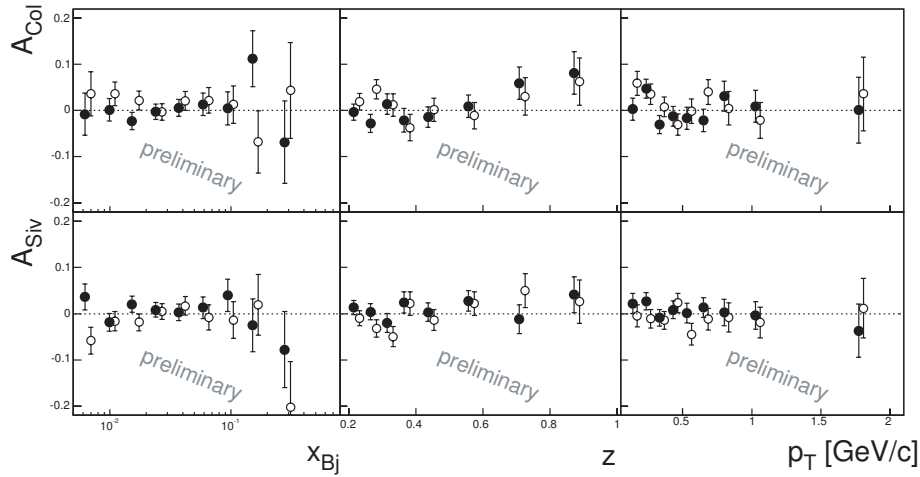 A_Col
0.2
0.1
0
-0.1
-0.2
preliminary preliminary preliminary
A_Siv
0.2
0.1
0
-0.1
-0.2
preliminary preliminary preliminary
10^-2 10^-1 0.2 0.4 0.6 0.8 1 0.5 1 1.5 2
x_Bj z p_T [GeV/c]